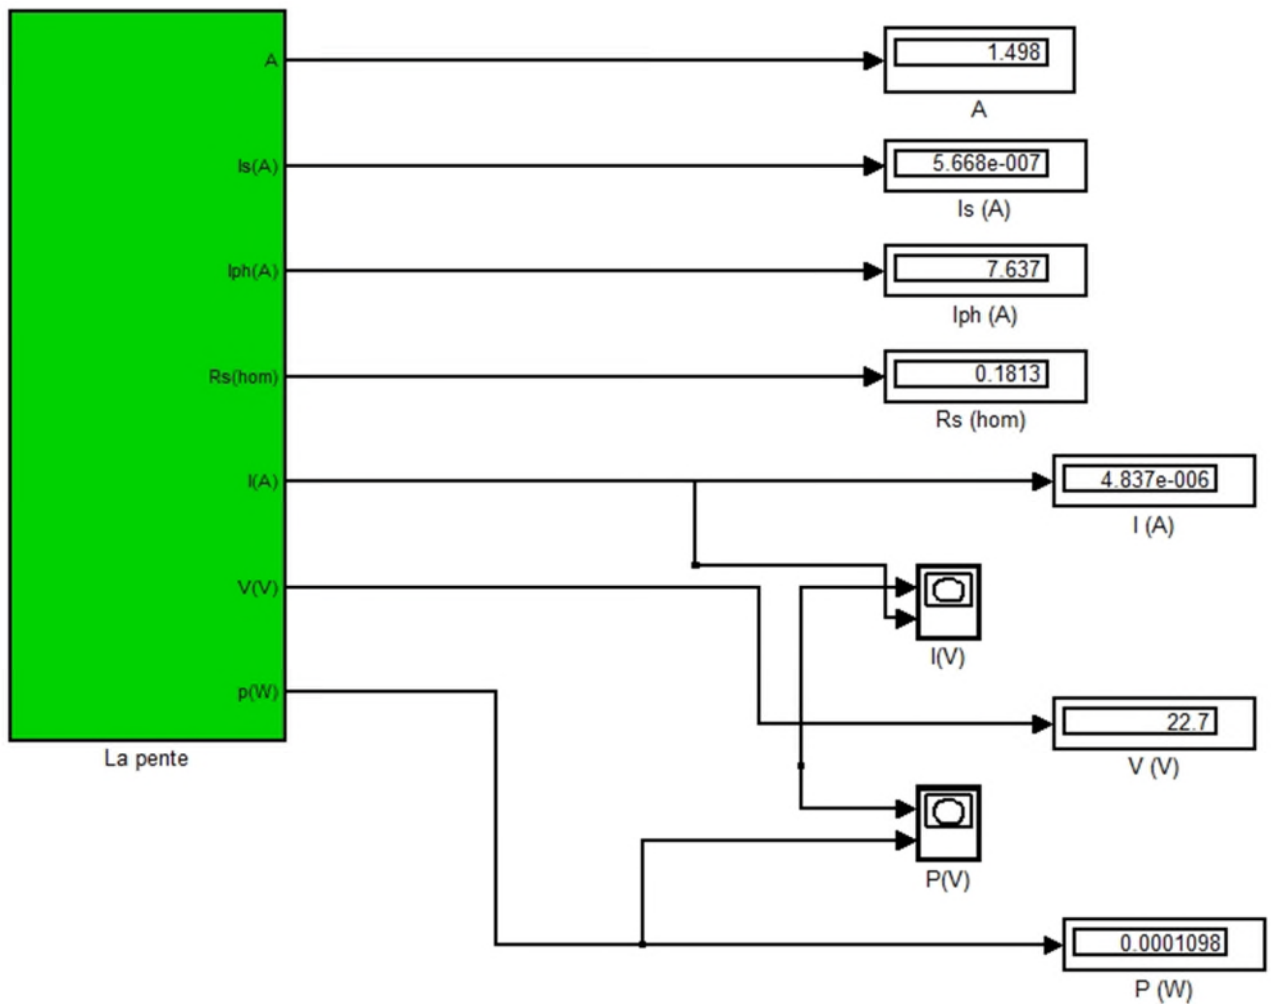 A
1.498
A
Is(A)
5.668e-007
Is (A)
Iph(A)
7.637
Iph (A)
Rs(hom)
0.1813
Rs (hom)
I(A)
4.837e-006
I (A)
V(V)
I(V)
p(W)
22.7
La pente
V (V)
P(V)
0.0001098
P (W)